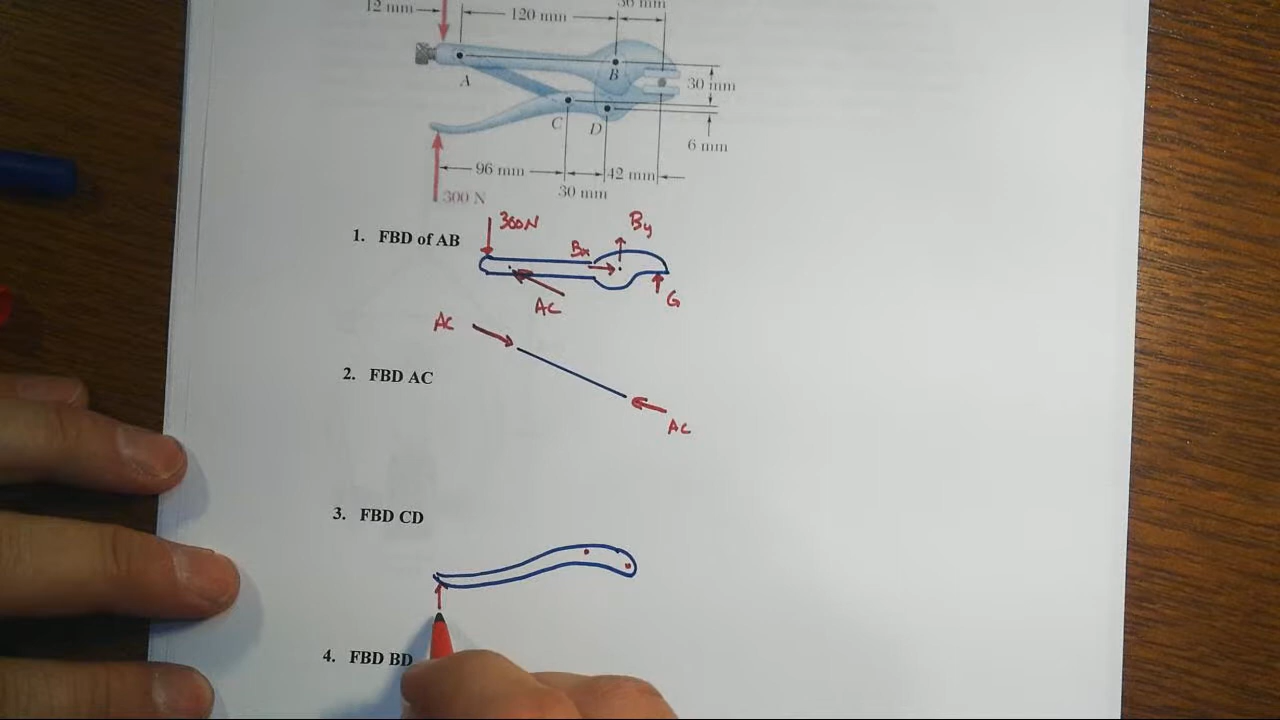 12 mm
120 mm
36 mm
A
B
30 mm
C
D
6 mm
96 mm
42 mm
30 mm
300 N
1. FBD of AB
300N
Bx
By
AC
G
AC
2. FBD AC
AC
3. FBD CD
4. FBD BD